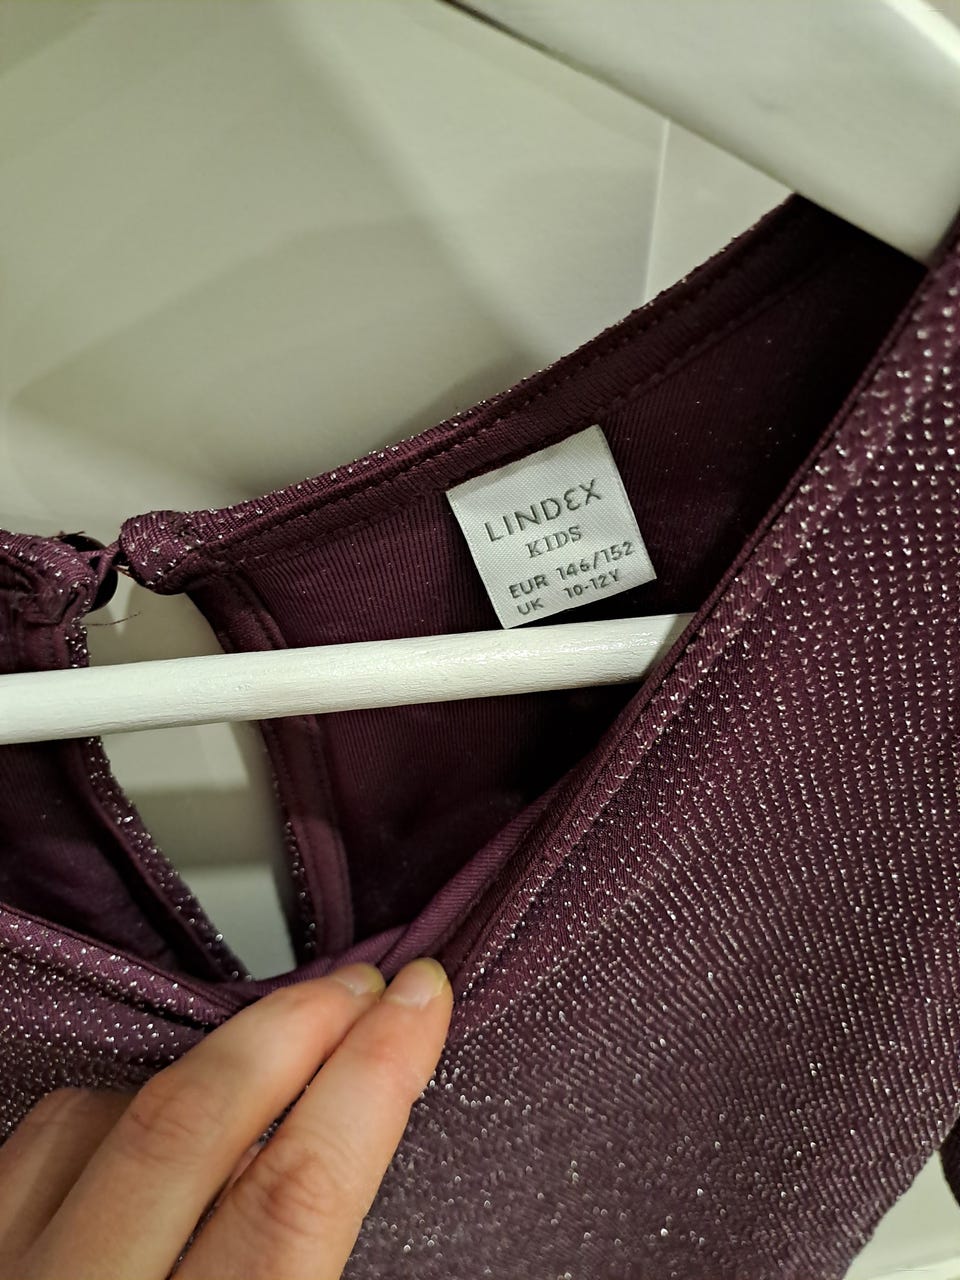 LINDEX
KIDS
EUR 146/152
UK 10-12Y